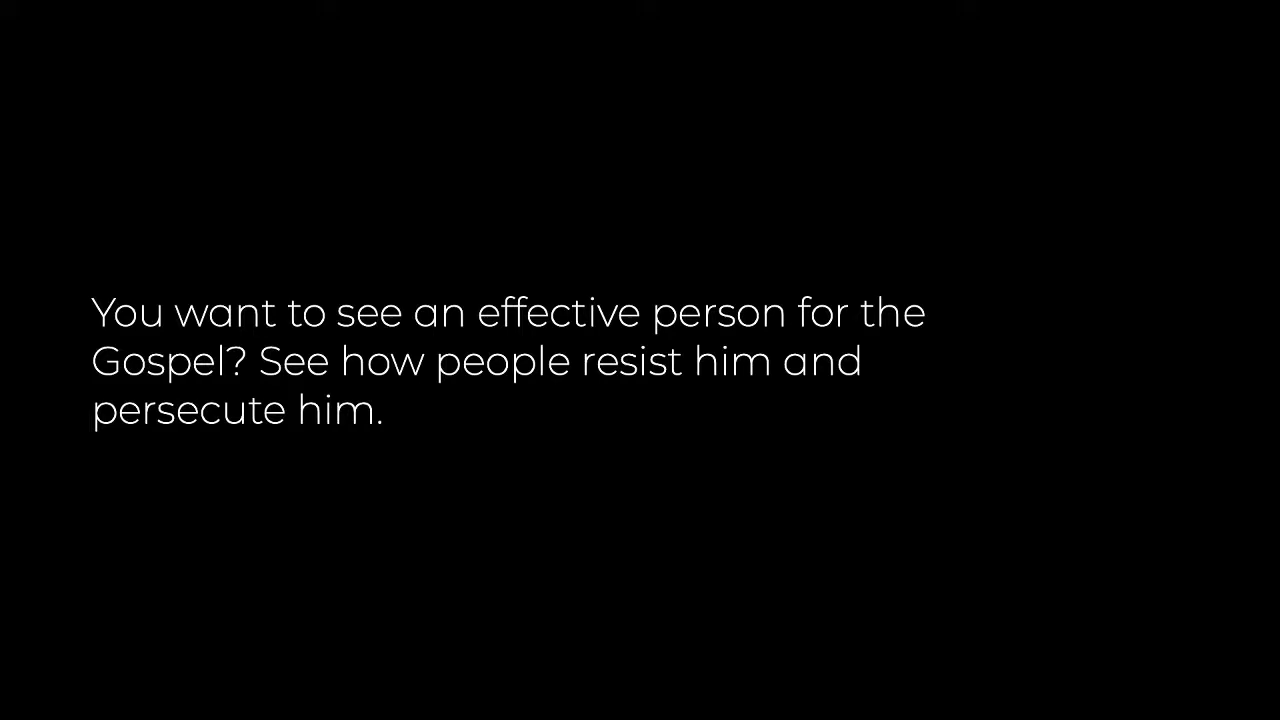 You want to see an effective person for the
Gospel? See how people resist him and
persecute him.